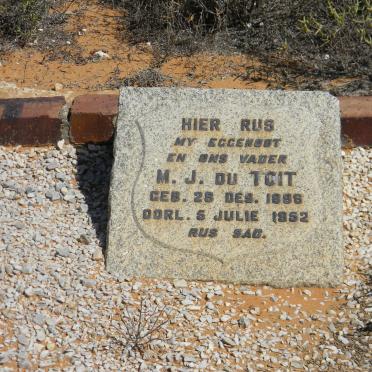 HIER RUS
MY EGGENOOT
EN ONS VADER
M. J. DU TOIT
GEB. 28 DES. 1886
OORL. 5 JULIE 1952
RUS SAG.